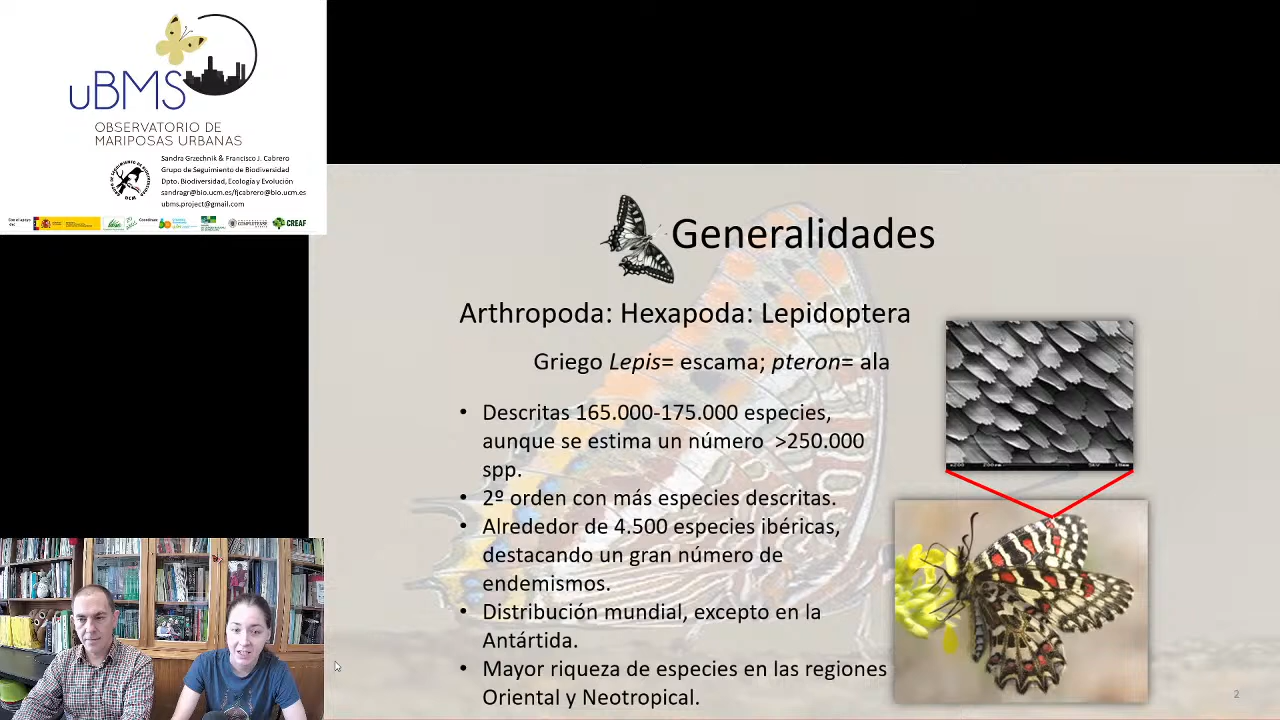 uBMS
OBSERVATORIO DE
MARIPOSAS URBANAS
Sandra Grzechnik & Francisco J. Cabrero
Grupo de Seguimiento de Biodiversidad
Dpto. Biodiversidad, Ecología y Evolución
sandragr@bio.ucm.es/fjcabrero@bio.ucm.es
ubms.project@gmail.com
CREAF
Generalidades
Arthropoda: Hexapoda: Lepidoptera
Griego Lepis= escama; pteron= ala
• Descritas 165.000-175.000 especies,
aunque se estima un número >250.000
spp.
• 2º orden con más especies descritas.
• Alrededor de 4.500 especies ibéricas,
destacando un gran número de
endemismos.
• Distribución mundial, excepto en la
Antártida.
• Mayor riqueza de especies en las regiones
Oriental y Neotropical.
2